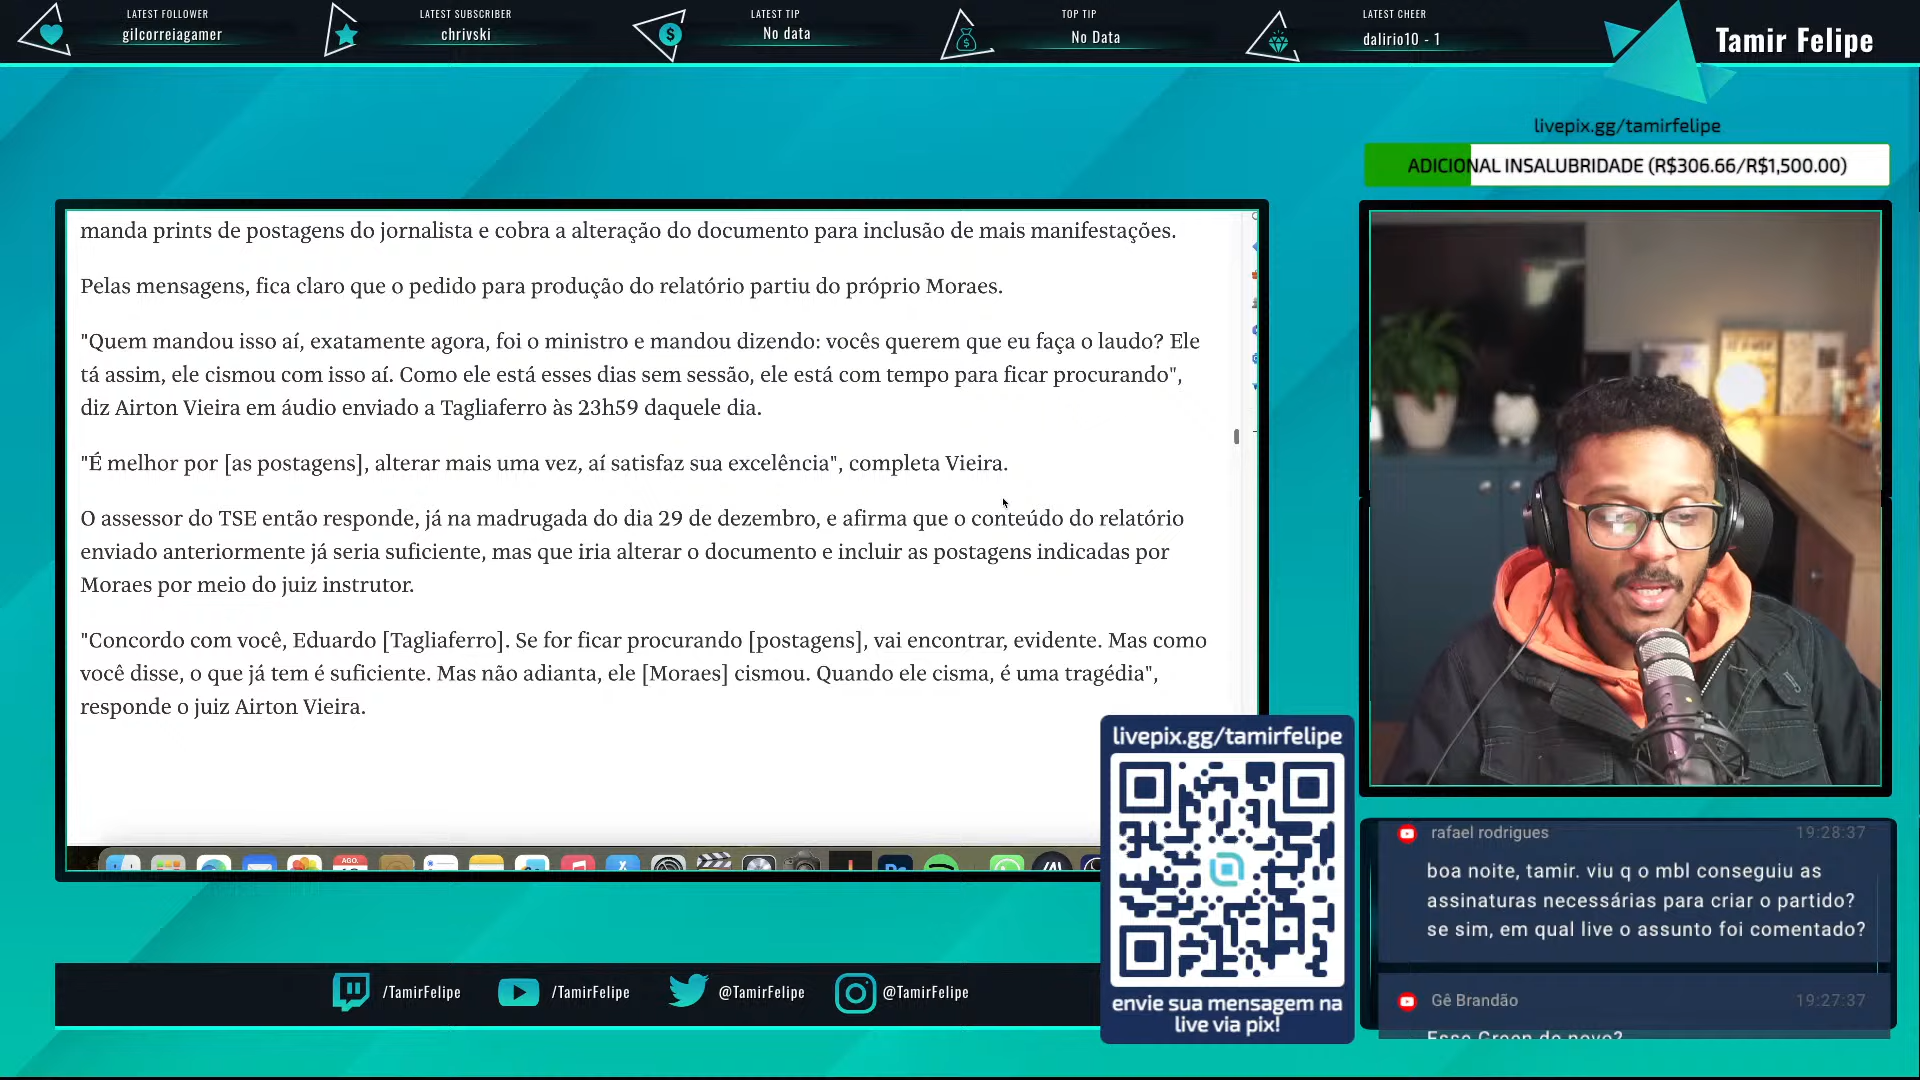 LATEST FOLLOWER
gilcorreiagamer
LATEST SUBSCRIBER
chrivski
LATEST TIP
No data
TOP TIP
No Data
LATEST CHEER
dalirio10 - 1
Tamir Felipe
livepix.gg/tamirfelipe
ADICIONAL INSALUBRIDADE (R$306.66/R$1,500.00)
manda prints de postagens do jornalista e cobra a alteração do documento para inclusão de mais manifestações.
Pelas mensagens, fica claro que o pedido para produção do relatório partiu do próprio Moraes.
"Quem mandou isso aí, exatamente agora, foi o ministro e mandou dizendo: vocês querem que eu faça o laudo? Ele
tá assim, ele cismou com isso aí. Como ele está esses dias sem sessão, ele está com tempo para ficar procurando",
diz Airton Vieira em áudio enviado a Tagliaferro às 23h59 daquele dia.
"É melhor por [as postagens], alterar mais uma vez, aí satisfaz sua excelência", completa Vieira.
O assessor do TSE então responde, já na madrugada do dia 29 de dezembro, e afirma que o conteúdo do relatório
enviado anteriormente já seria suficiente, mas que iria alterar o documento e incluir as postagens indicadas por
Moraes por meio do juiz instrutor.
"Concordo com você, Eduardo [Tagliaferro]. Se for ficar procurando [postagens], vai encontrar, evidente. Mas como
você disse, o que já tem é suficiente. Mas não adianta, ele [Moraes] cismou. Quando ele cisma, é uma tragédia",
responde o juiz Airton Vieira.
AGO.
livepix.gg/tamirfelipe
envie sua mensagem na
live via pix!
rafael rodrigues 19:28:37
boa noite, tamir. viu q o mbl conseguiu as
assinaturas necessárias para criar o partido?
se sim, em qual live o assunto foi comentado?
Gê Brandão 19:27:37
Esse Green de novo?
/TamirFelipe
/TamirFelipe
@TamirFelipe
@TamirFelipe